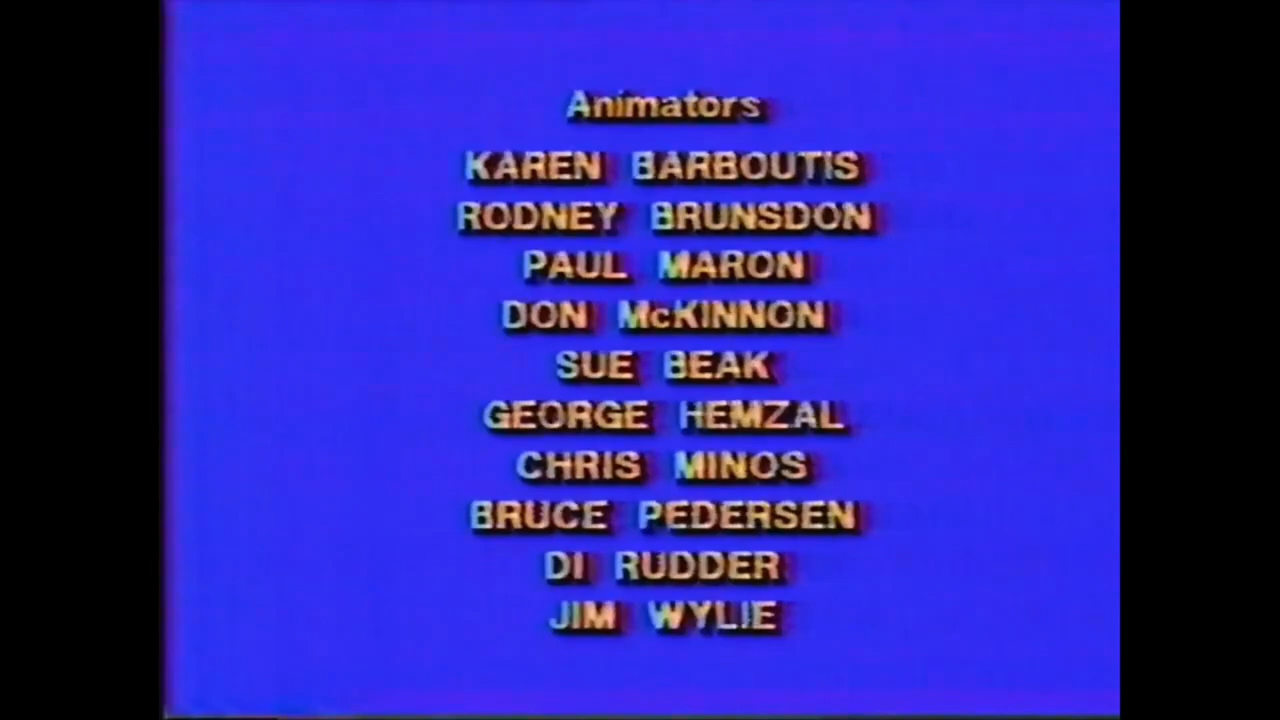 Animators
KAREN BARBOUTIS
RODNEY BRUNSDON
PAUL MARON
DON McKINNON
SUE BEAK
GEORGE HEMZAL
CHRIS MINOS
BRUCE PEDERSEN
DI RUDDER
JIM WYLIE